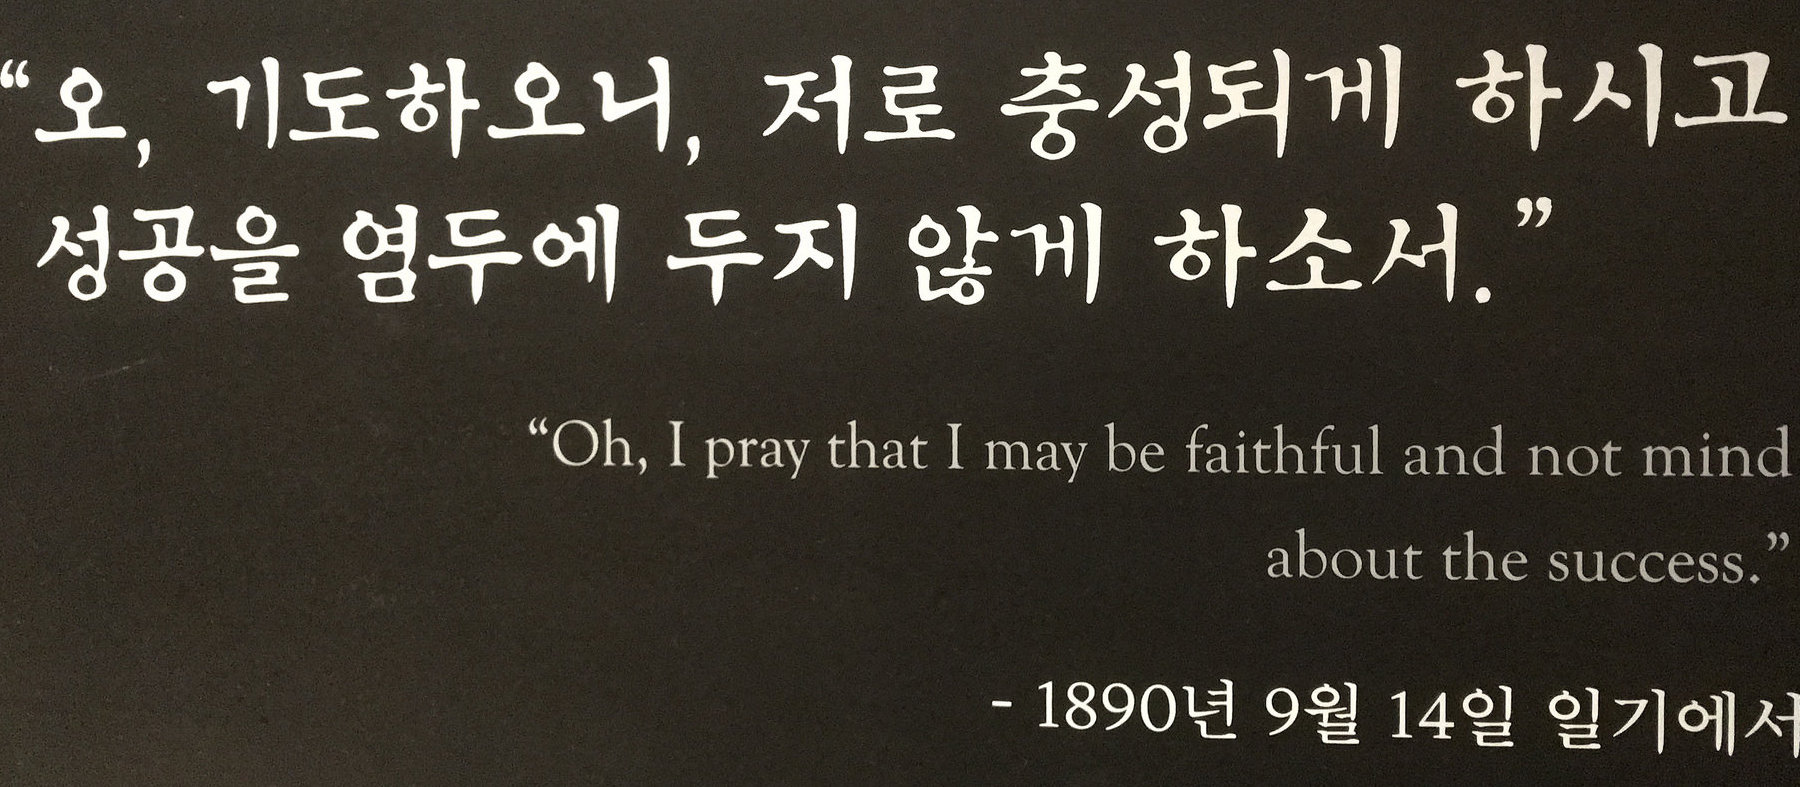 “오, 기도하오니, 저로 충성되게 하시고
성공을 염두에 두지 않게 하소서.”
“Oh, I pray that I may be faithful and not mind
about the success.”
- 1890년 9월 14일 일기에서